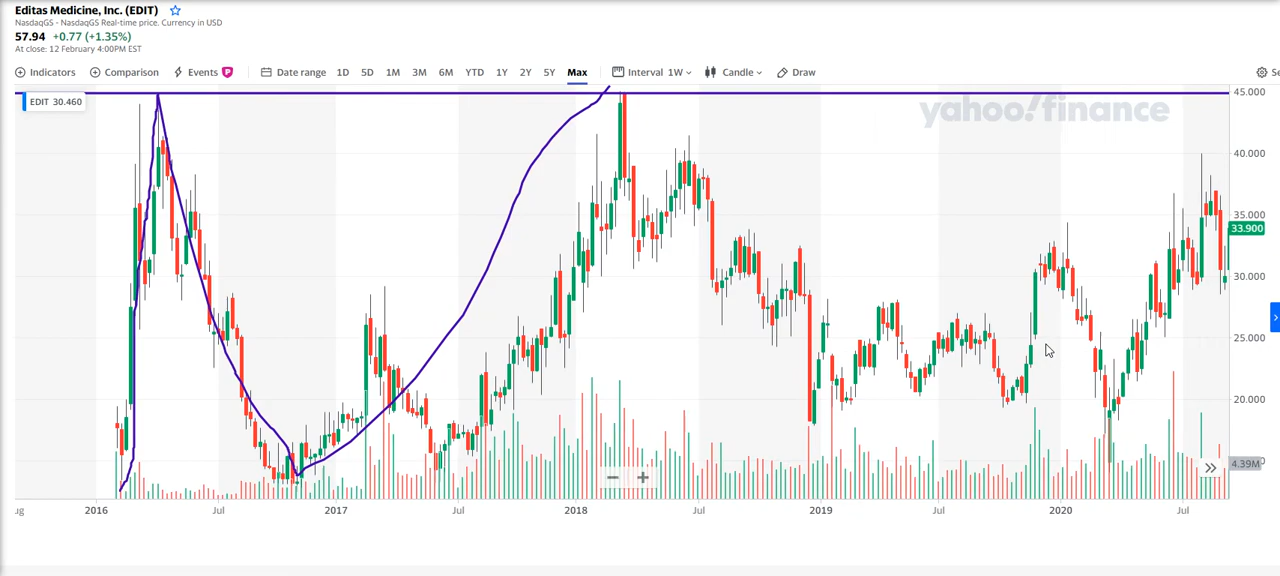 Editas Medicine, Inc. (EDIT)
NasdaqGS - NasdaqGS Real-time price. Currency in USD
57.94 +0.77 (+1.35%)
At close: 12 February 4:00PM EST
Indicators Comparison Events P Date range 1D 5D 1M 3M 6M YTD 1Y 2Y 5Y Max Interval 1W Candle Draw Se
EDIT 30.460
yahoo!finance
45.000
40.000
35.000
33.900
30.000
25.000
20.000
4.39M
ug 2016 Jul 2017 Jul 2018 Jul 2019 Jul 2020 Jul